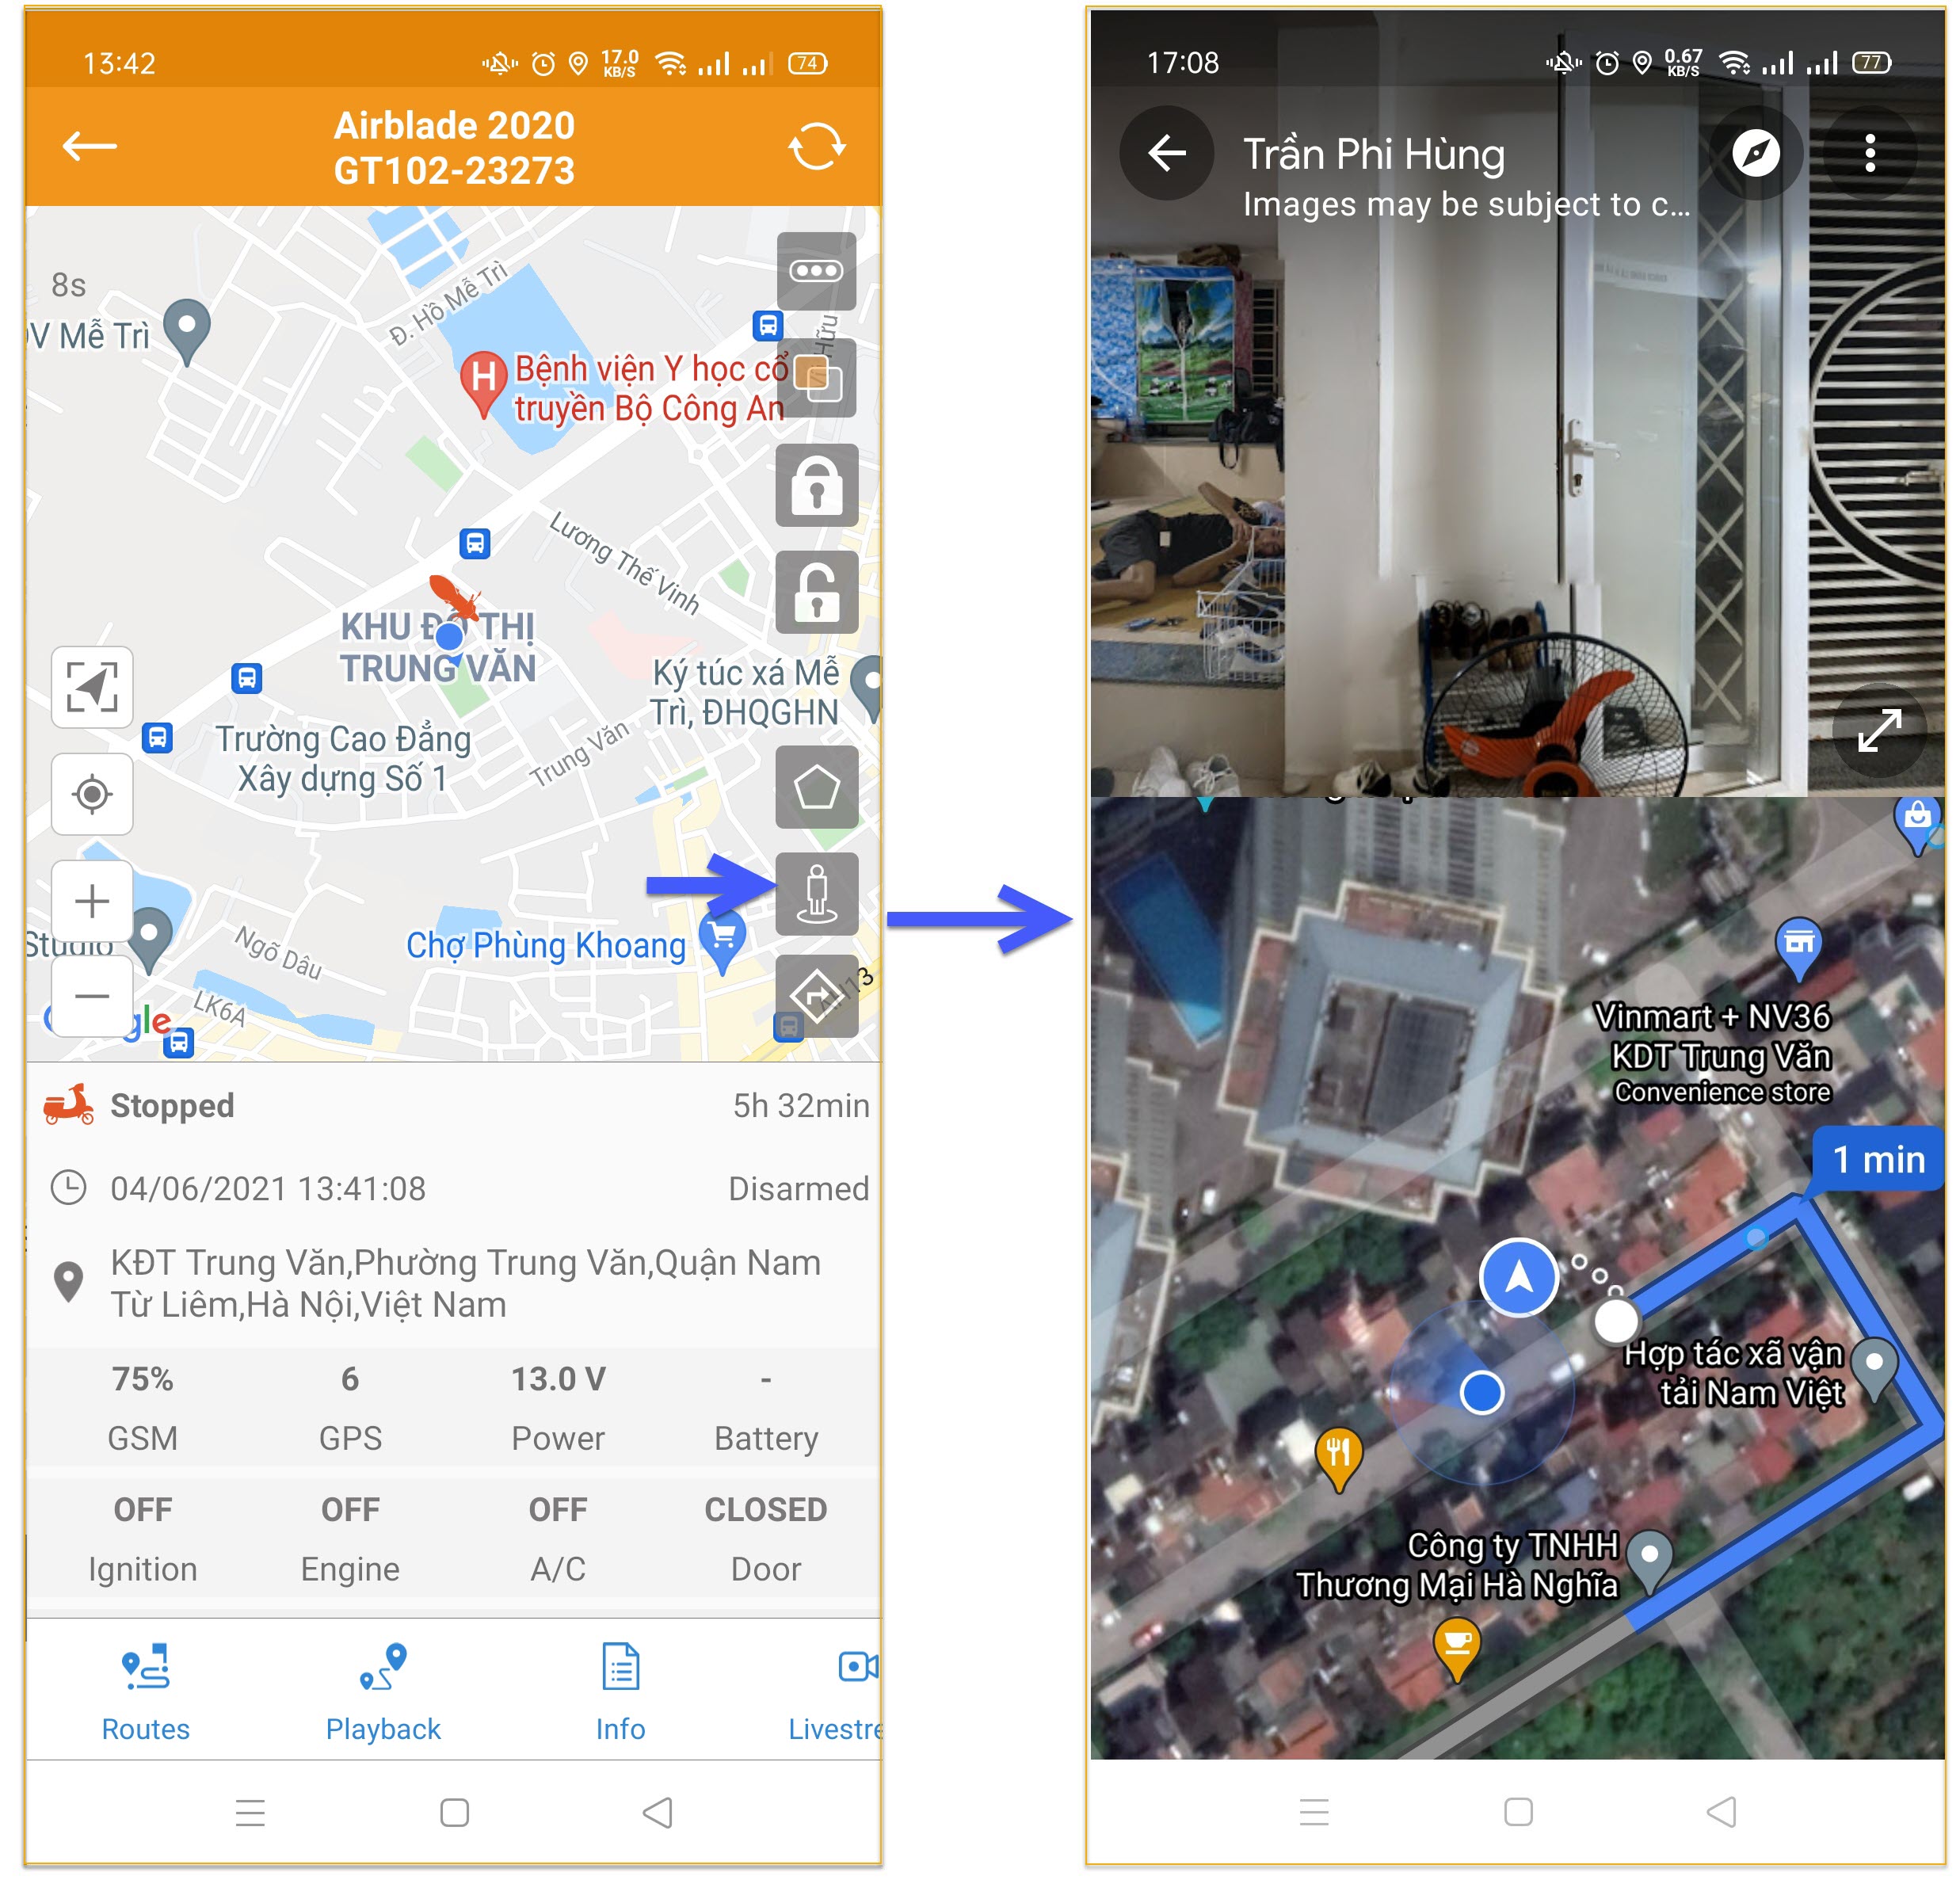 13:42
17.0
KB/S
74
Airblade 2020
GT102-23273
8s
Đ. Hồ Mễ Trì
V Mễ Trì
Hữu
H
Bệnh viện Y học cổ
truyền Bộ Công An
Lương Thế Vinh
KHU ĐÔ THỊ
TRUNG VĂN
Ký túc xá Mễ
Trì, ĐHQGHN
Trường Cao Đẳng
Xây dựng Số 1
Trung Văn
Chợ Phùng Khoang
Studio
Ngõ Dâu
LK6A
AH13
gle
Stopped
5h 32min
04/06/2021 13:41:08
Disarmed
KĐT Trung Văn,Phường Trung Văn,Quận Nam
Từ Liêm,Hà Nội,Việt Nam
75% 6 13.0 V -
GSM GPS Power Battery
OFF OFF OFF CLOSED
Ignition Engine A/C Door
Routes Playback Info Livestre
17:08
0.67
KB/S
77
Trần Phi Hùng
Images may be subject to c...
Vinmart + NV36
KDT Trung Văn
Convenience store
1 min
Hợp tác xã vận
tải Nam Việt
Công ty TNHH
Thương Mại Hà Nghĩa